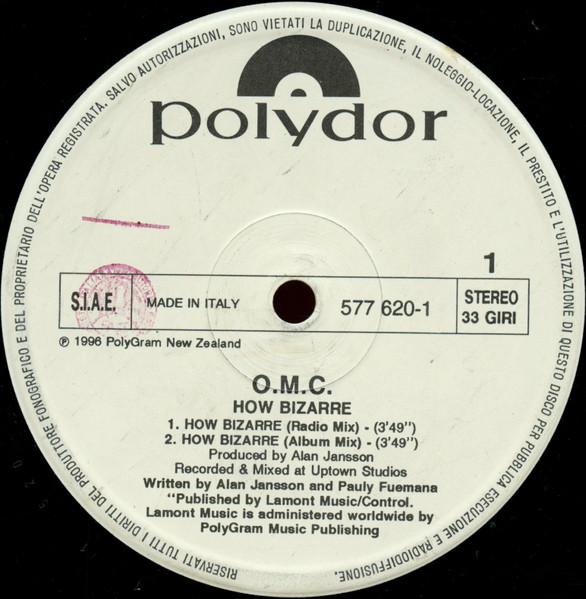 RISERVATI TUTTI I DIRITTI DEL PRODUTTORE FONOGRAFICO E DEL PROPRIETARIO DELL'OPERA REGISTRATA. SALVO AUTORIZZAZIONI, SONO VIETATI LA DUPLICAZIONE, IL NOLEGGIO-LOCAZIONE, IL PRESTITO E L'UTILIZZAZIONE DI QUESTO DISCO PER PUBBLICA ESECUZIONE E RADIODIFFUSIONE.
polydor
1
S.I.A.E.
MADE IN ITALY
577 620-1
STEREO
33 GIRI
℗ 1996 PolyGram New Zealand
O.M.C.
HOW BIZARRE
1. HOW BIZARRE (Radio Mix) - (3'49")
2. HOW BIZARRE (Album Mix) - (3'49")
Produced by Alan Jansson
Recorded & Mixed at Uptown Studios
Written by Alan Jansson and Pauly Fuemana
"Published by Lamont Music/Control.
Lamont Music is administered worldwide by
PolyGram Music Publishing